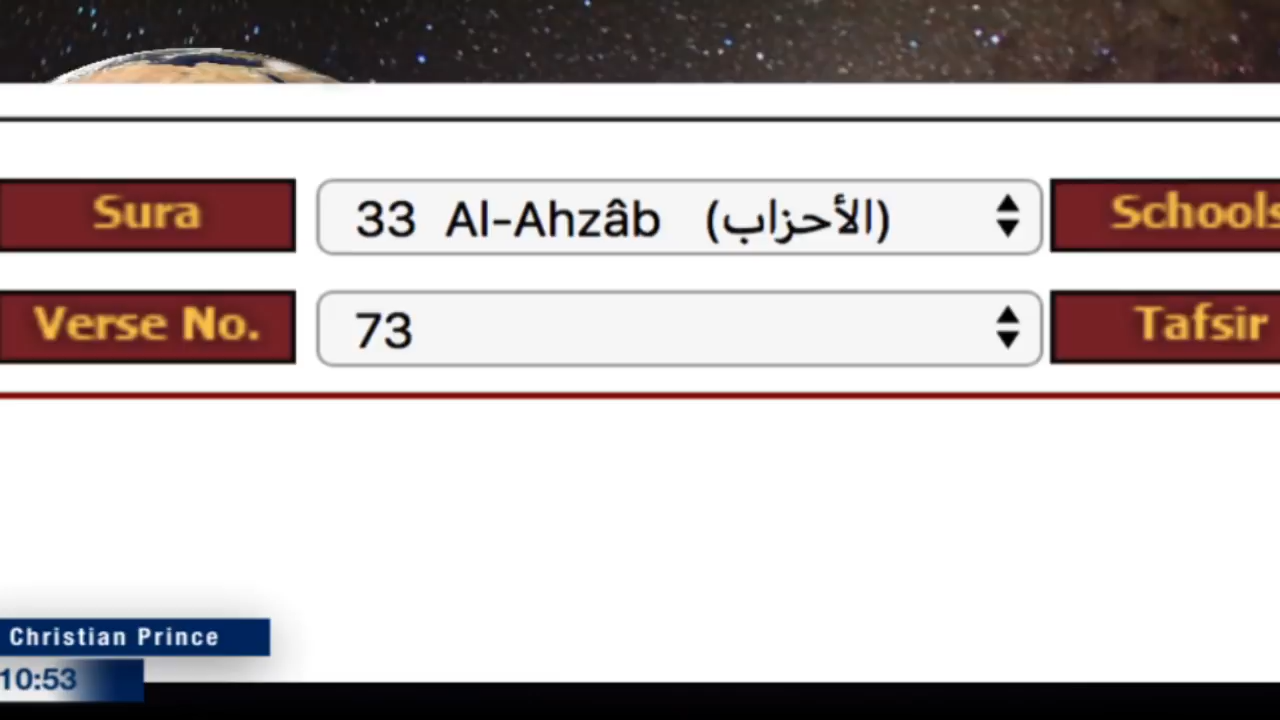 Sura 33 Al-Ahzâb (الأحزاب) Schools
Verse No. 73 Tafsir
Christian Prince
10:53